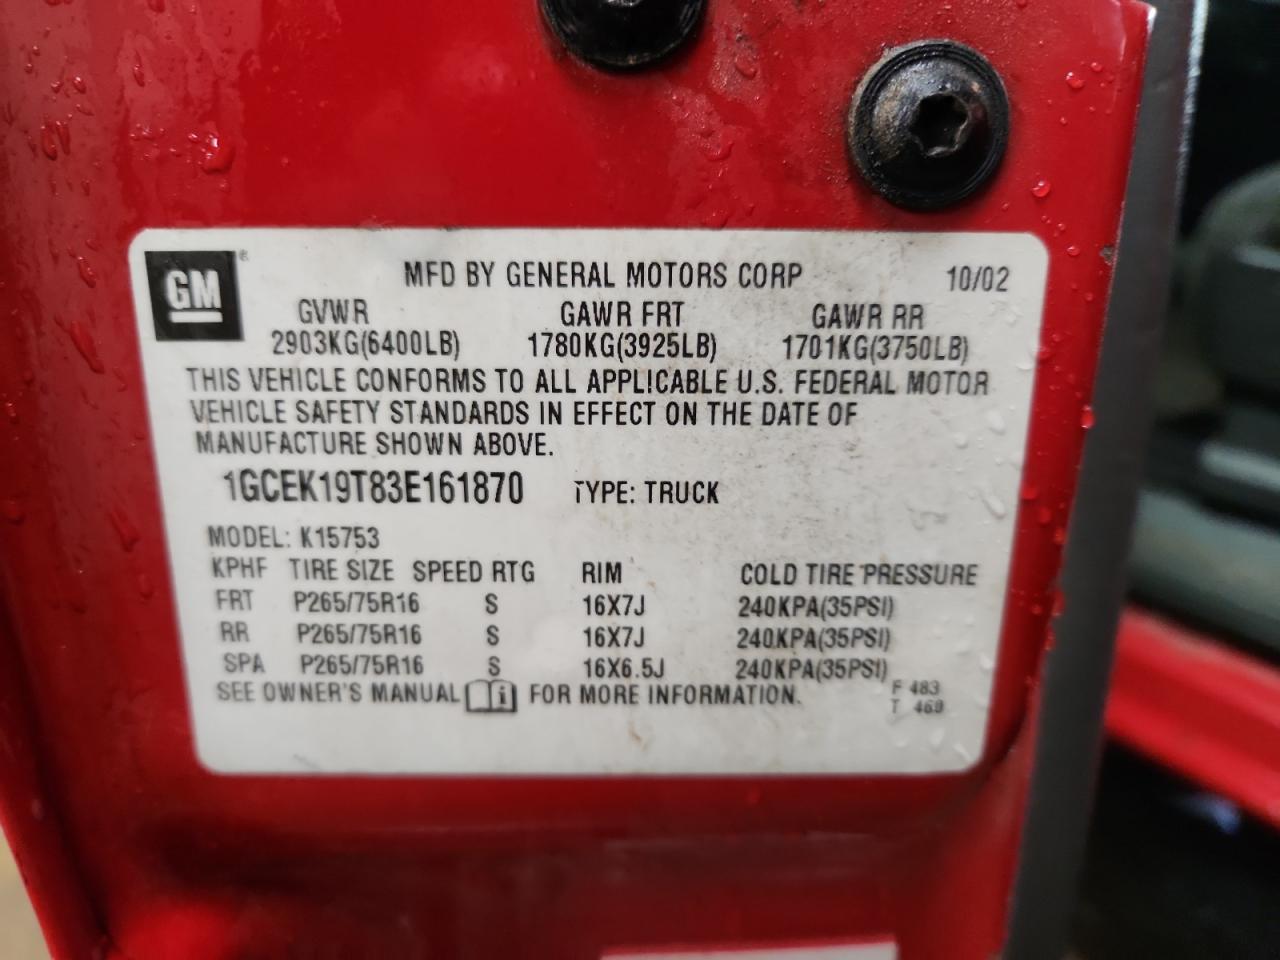 GM®
MFD BY GENERAL MOTORS CORP 10/02
GVWR GAWR FRT GAWR RR
2903KG(6400LB) 1780KG(3925LB) 1701KG(3750LB)
THIS VEHICLE CONFORMS TO ALL APPLICABLE U.S. FEDERAL MOTOR
VEHICLE SAFETY STANDARDS IN EFFECT ON THE DATE OF
MANUFACTURE SHOWN ABOVE.
1GCEK19T83E161870 TYPE: TRUCK
MODEL: K15753
KPHF TIRE SIZE SPEED RTG RIM COLD TIRE PRESSURE
FRT P265/75R16 S 16X7J 240KPA(35PSI)
RR P265/75R16 S 16X7J 240KPA(35PSI)
SPA P265/75R16 S 16X6.5J 240KPA(35PSI)
SEE OWNER'S MANUAL i FOR MORE INFORMATION.
F 483
T 469